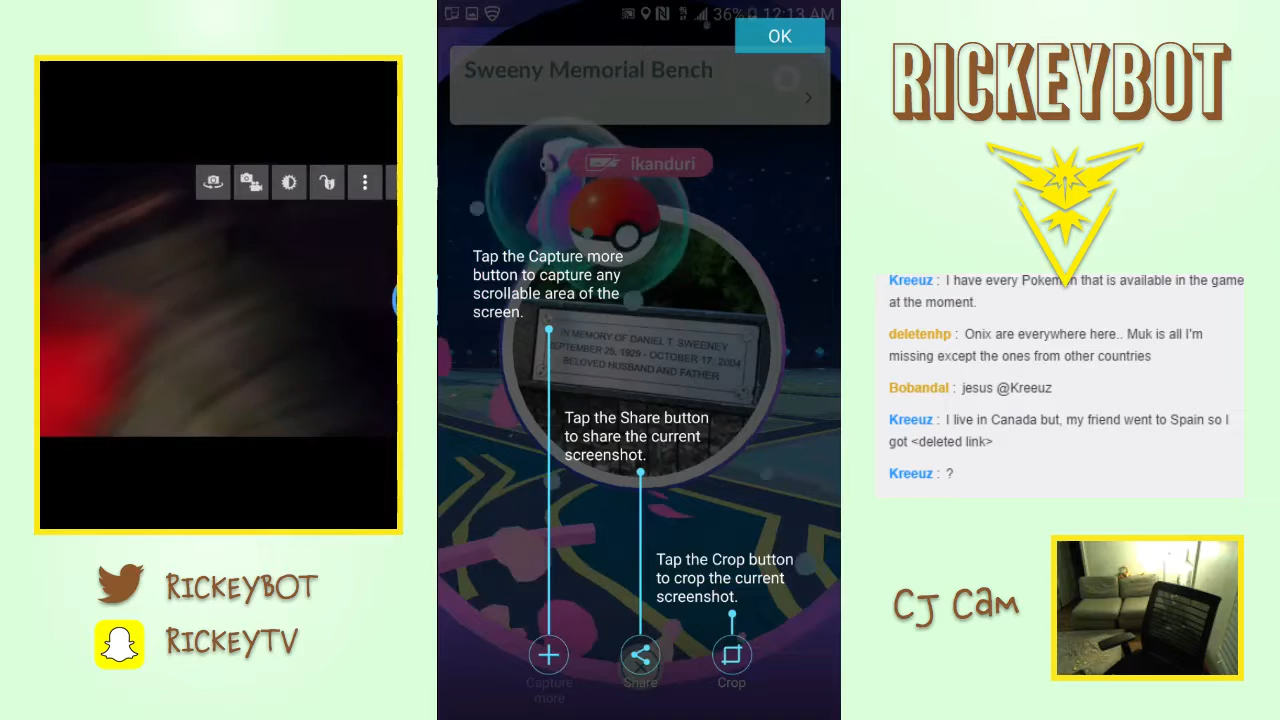 36% 12:13 AM
OK
Sweeny Memorial Bench
ikanduri
Tap the Capture more
button to capture any
scrollable area of the
screen.
IN MEMORY OF DANIEL T. SWEENEY
SEPTEMBER 25, 1929 - OCTOBER 17, 2004
BELOVED HUSBAND AND FATHER
Tap the Share button
to share the current
screenshot.
Tap the Crop button
to crop the current
screenshot.
Capture
more
Share
Crop
RICKEYBOT
RICKEYTV
RICKEYBOT
Kreeuz : I have every Pokemon that is available in the game
at the moment.
deletenhp : Onix are everywhere here.. Muk is all I'm
missing except the ones from other countries
Bobandal : jesus @Kreeuz
Kreeuz : I live in Canada but, my friend went to Spain so I
got <deleted link>
Kreeuz : ?
CJ Cam